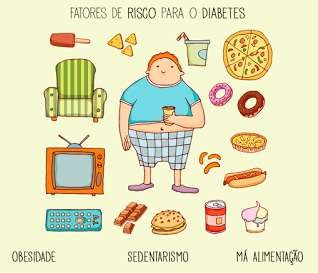 FATORES DE RISCO PARA O DIABETES
OBESIDADE SEDENTARISMO MÁ ALIMENTAÇÃO